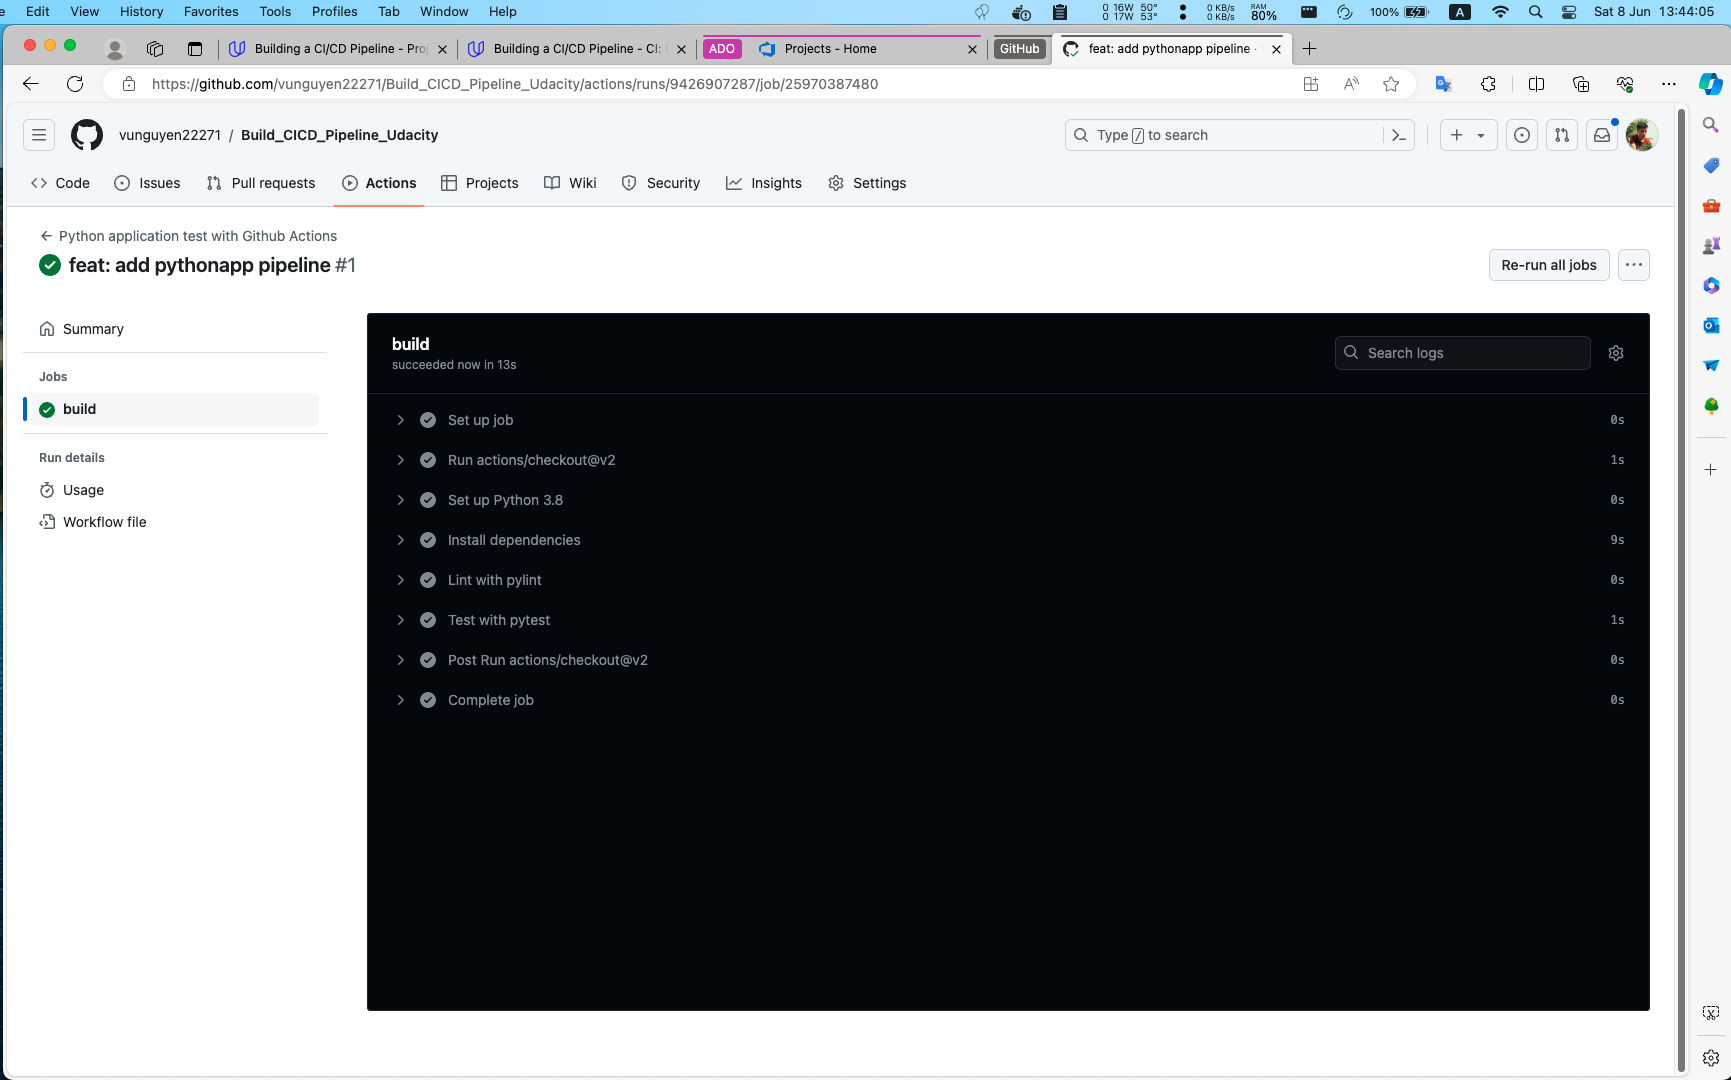 Edit View History Favorites Tools Profiles Tab Window Help
0 16W 50° 0 KB/s RAM 100% A Sat 8 Jun 13:44:05
0 17W 53° 0 KB/s 80%
Building a CI/CD Pipeline - Pro Building a CI/CD Pipeline - CI: ADO Projects - Home GitHub feat: add pythonapp pipeline ·
https://github.com/vunguyen22271/Build_CICD_Pipeline_Udacity/actions/runs/9426907287/job/25970387480
vunguyen22271 / Build_CICD_Pipeline_Udacity
Type / to search
Code Issues Pull requests Actions Projects Wiki Security Insights Settings
Python application test with Github Actions
feat: add pythonapp pipeline #1
Re-run all jobs
Summary
Jobs
build
Run details
Usage
Workflow file
build
succeeded now in 13s
Search logs
Set up job 0s
Run actions/checkout@v2 1s
Set up Python 3.8 0s
Install dependencies 9s
Lint with pylint 0s
Test with pytest 1s
Post Run actions/checkout@v2 0s
Complete job 0s